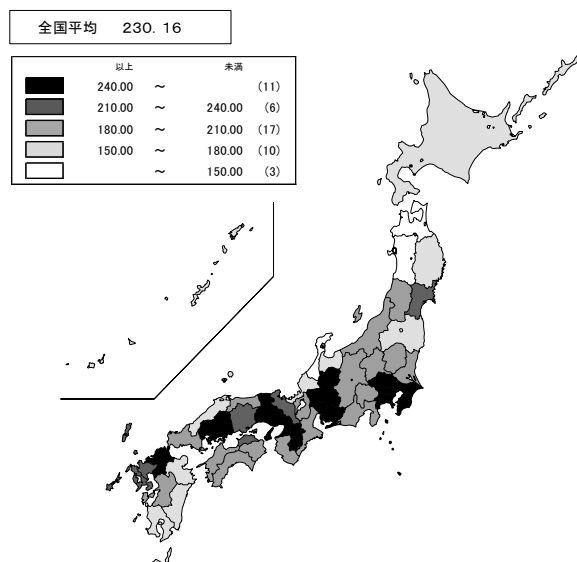 全国平均 230.16
以上 未満
240.00 ～ (11)
210.00 ～ 240.00 (6)
180.00 ～ 210.00 (17)
150.00 ～ 180.00 (10)
～ 150.00 (3)